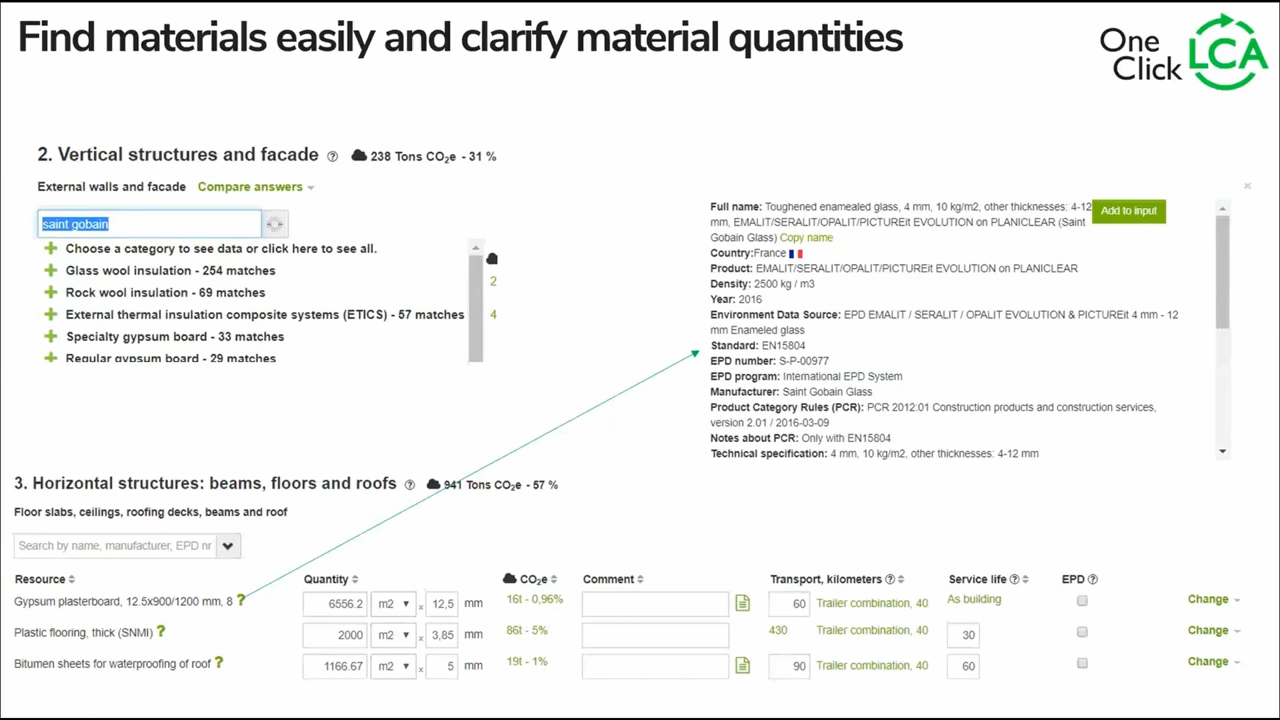 Find materials easily and clarify material quantities
One
Click
LCA
2. Vertical structures and facade ? 238 Tons CO2e - 31 %
External walls and facade Compare answers
saint gobain
Choose a category to see data or click here to see all.
Glass wool insulation - 254 matches
2
Rock wool insulation - 69 matches
External thermal insulation composite systems (ETICS) - 57 matches
4
Specialty gypsum board - 33 matches
Regular gypsum board - 29 matches
Full name: Toughened enamealed glass, 4 mm, 10 kg/m2, other thicknesses: 4-12
mm, EMALIT/SERALIT/OPALIT/PICTUREit EVOLUTION on PLANICLEAR (Saint
Gobain Glass) Copy name
Add to input
Country:France
Product: EMALIT/SERALIT/OPALIT/PICTUREit EVOLUTION on PLANICLEAR
Density: 2500 kg / m3
Year: 2016
Environment Data Source: EPD EMALIT / SERALIT / OPALIT EVOLUTION & PICTUREit 4 mm - 12
mm Enameled glass
Standard: EN15804
EPD number: S-P-00977
EPD program: International EPD System
Manufacturer: Saint Gobain Glass
Product Category Rules (PCR): PCR 2012:01 Construction products and construction services,
version 2.01 / 2016-03-09
Notes about PCR: Only with EN15804
Technical specification: 4 mm, 10 kg/m2, other thicknesses: 4-12 mm
3. Horizontal structures: beams, floors and roofs ? 941 Tons CO2e - 57 %
Floor slabs, ceilings, roofing decks, beams and roof
Search by name, manufacturer, EPD nr
Resource Quantity CO2e Comment Transport, kilometers ? Service life ? EPD ?
Gypsum plasterboard, 12.5x900/1200 mm, 8 ? 6556.2 m2 x 12,5 mm 16t - 0,96% 60 Trailer combination, 40 As building Change
Plastic flooring, thick (SNMI) ? 2000 m2 x 3,85 mm 86t - 5% 430 Trailer combination, 40 30 Change
Bitumen sheets for waterproofing of roof ? 1166.67 m2 x 5 mm 19t - 1% 90 Trailer combination, 40 60 Change